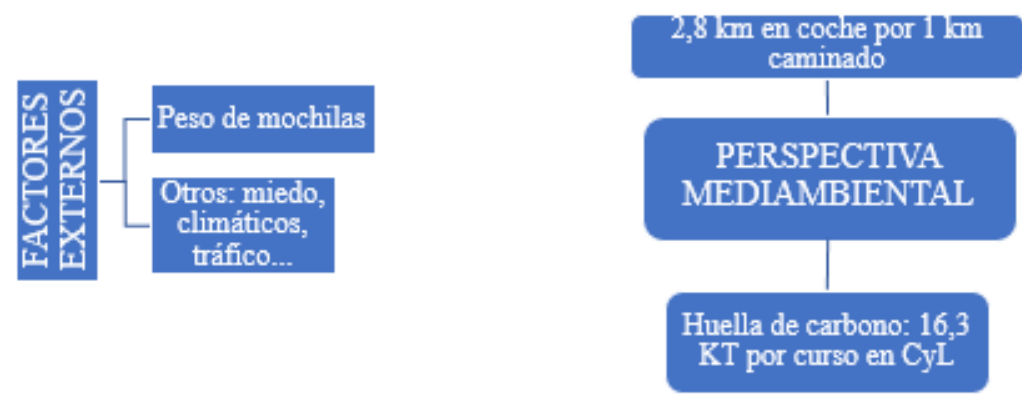 FACTORES
EXTERNOS
Peso de mochilas
Otros: miedo,
climáticos,
tráfico...
2,8 km en coche por 1 km
caminado
PERSPECTIVA
MEDIAMBIENTAL
Huella de carbono: 16,3
KT por curso en CyL